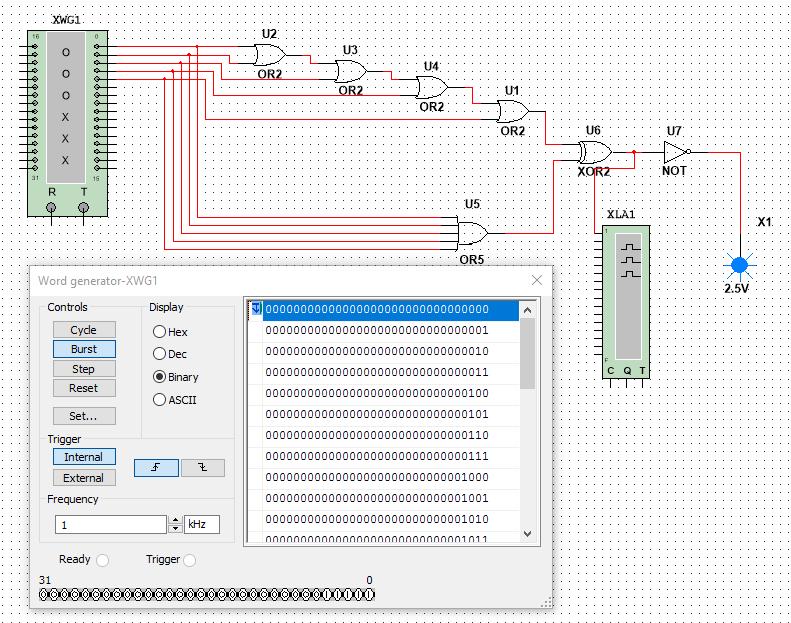 XWG1
16
0
O
O
O
X
X
X
31
15
R
T
U2
OR2
U3
OR2
U4
OR2
U1
OR2
U6
XOR2
U7
NOT
U5
OR5
XLA1
1
F
C Q T
X1
2.5V
Word generator-XWG1
Controls
Cycle
Burst
Step
Reset
Set...
Display
Hex
Dec
Binary
ASCII
Trigger
Internal
External
Frequency
1
kHz
Ready
Trigger
00000000000000000000000000000000
00000000000000000000000000000001
00000000000000000000000000000010
00000000000000000000000000000011
00000000000000000000000000000100
00000000000000000000000000000101
00000000000000000000000000000110
00000000000000000000000000000111
00000000000000000000000000001000
00000000000000000000000000001001
00000000000000000000000000001010
00000000000000000000000000001011
31
0